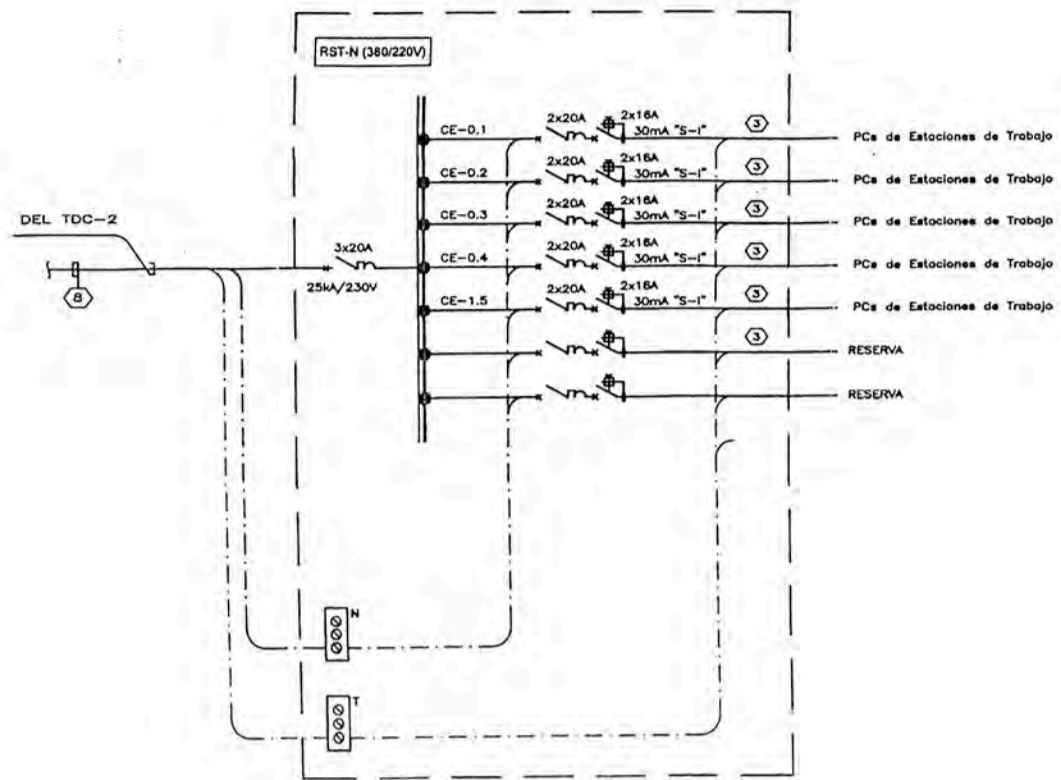 RST-N (380/220V)
CE-0.1 2x20A 2x16A 30mA "S-I" 3 PCs de Estaciones de Trabajo
CE-0.2 2x20A 2x16A 30mA "S-I" 3 PCs de Estaciones de Trabajo
CE-0.3 2x20A 2x16A 30mA "S-I" 3 PCs de Estaciones de Trabajo
DEL TDC-2
8
3x20A
25kA/230V
CE-0.4 2x20A 2x16A 30mA "S-I" 3 PCs de Estaciones de Trabajo
CE-1.5 2x20A 2x16A 30mA "S-I" 3 PCs de Estaciones de Trabajo
3 RESERVA
RESERVA
N
T